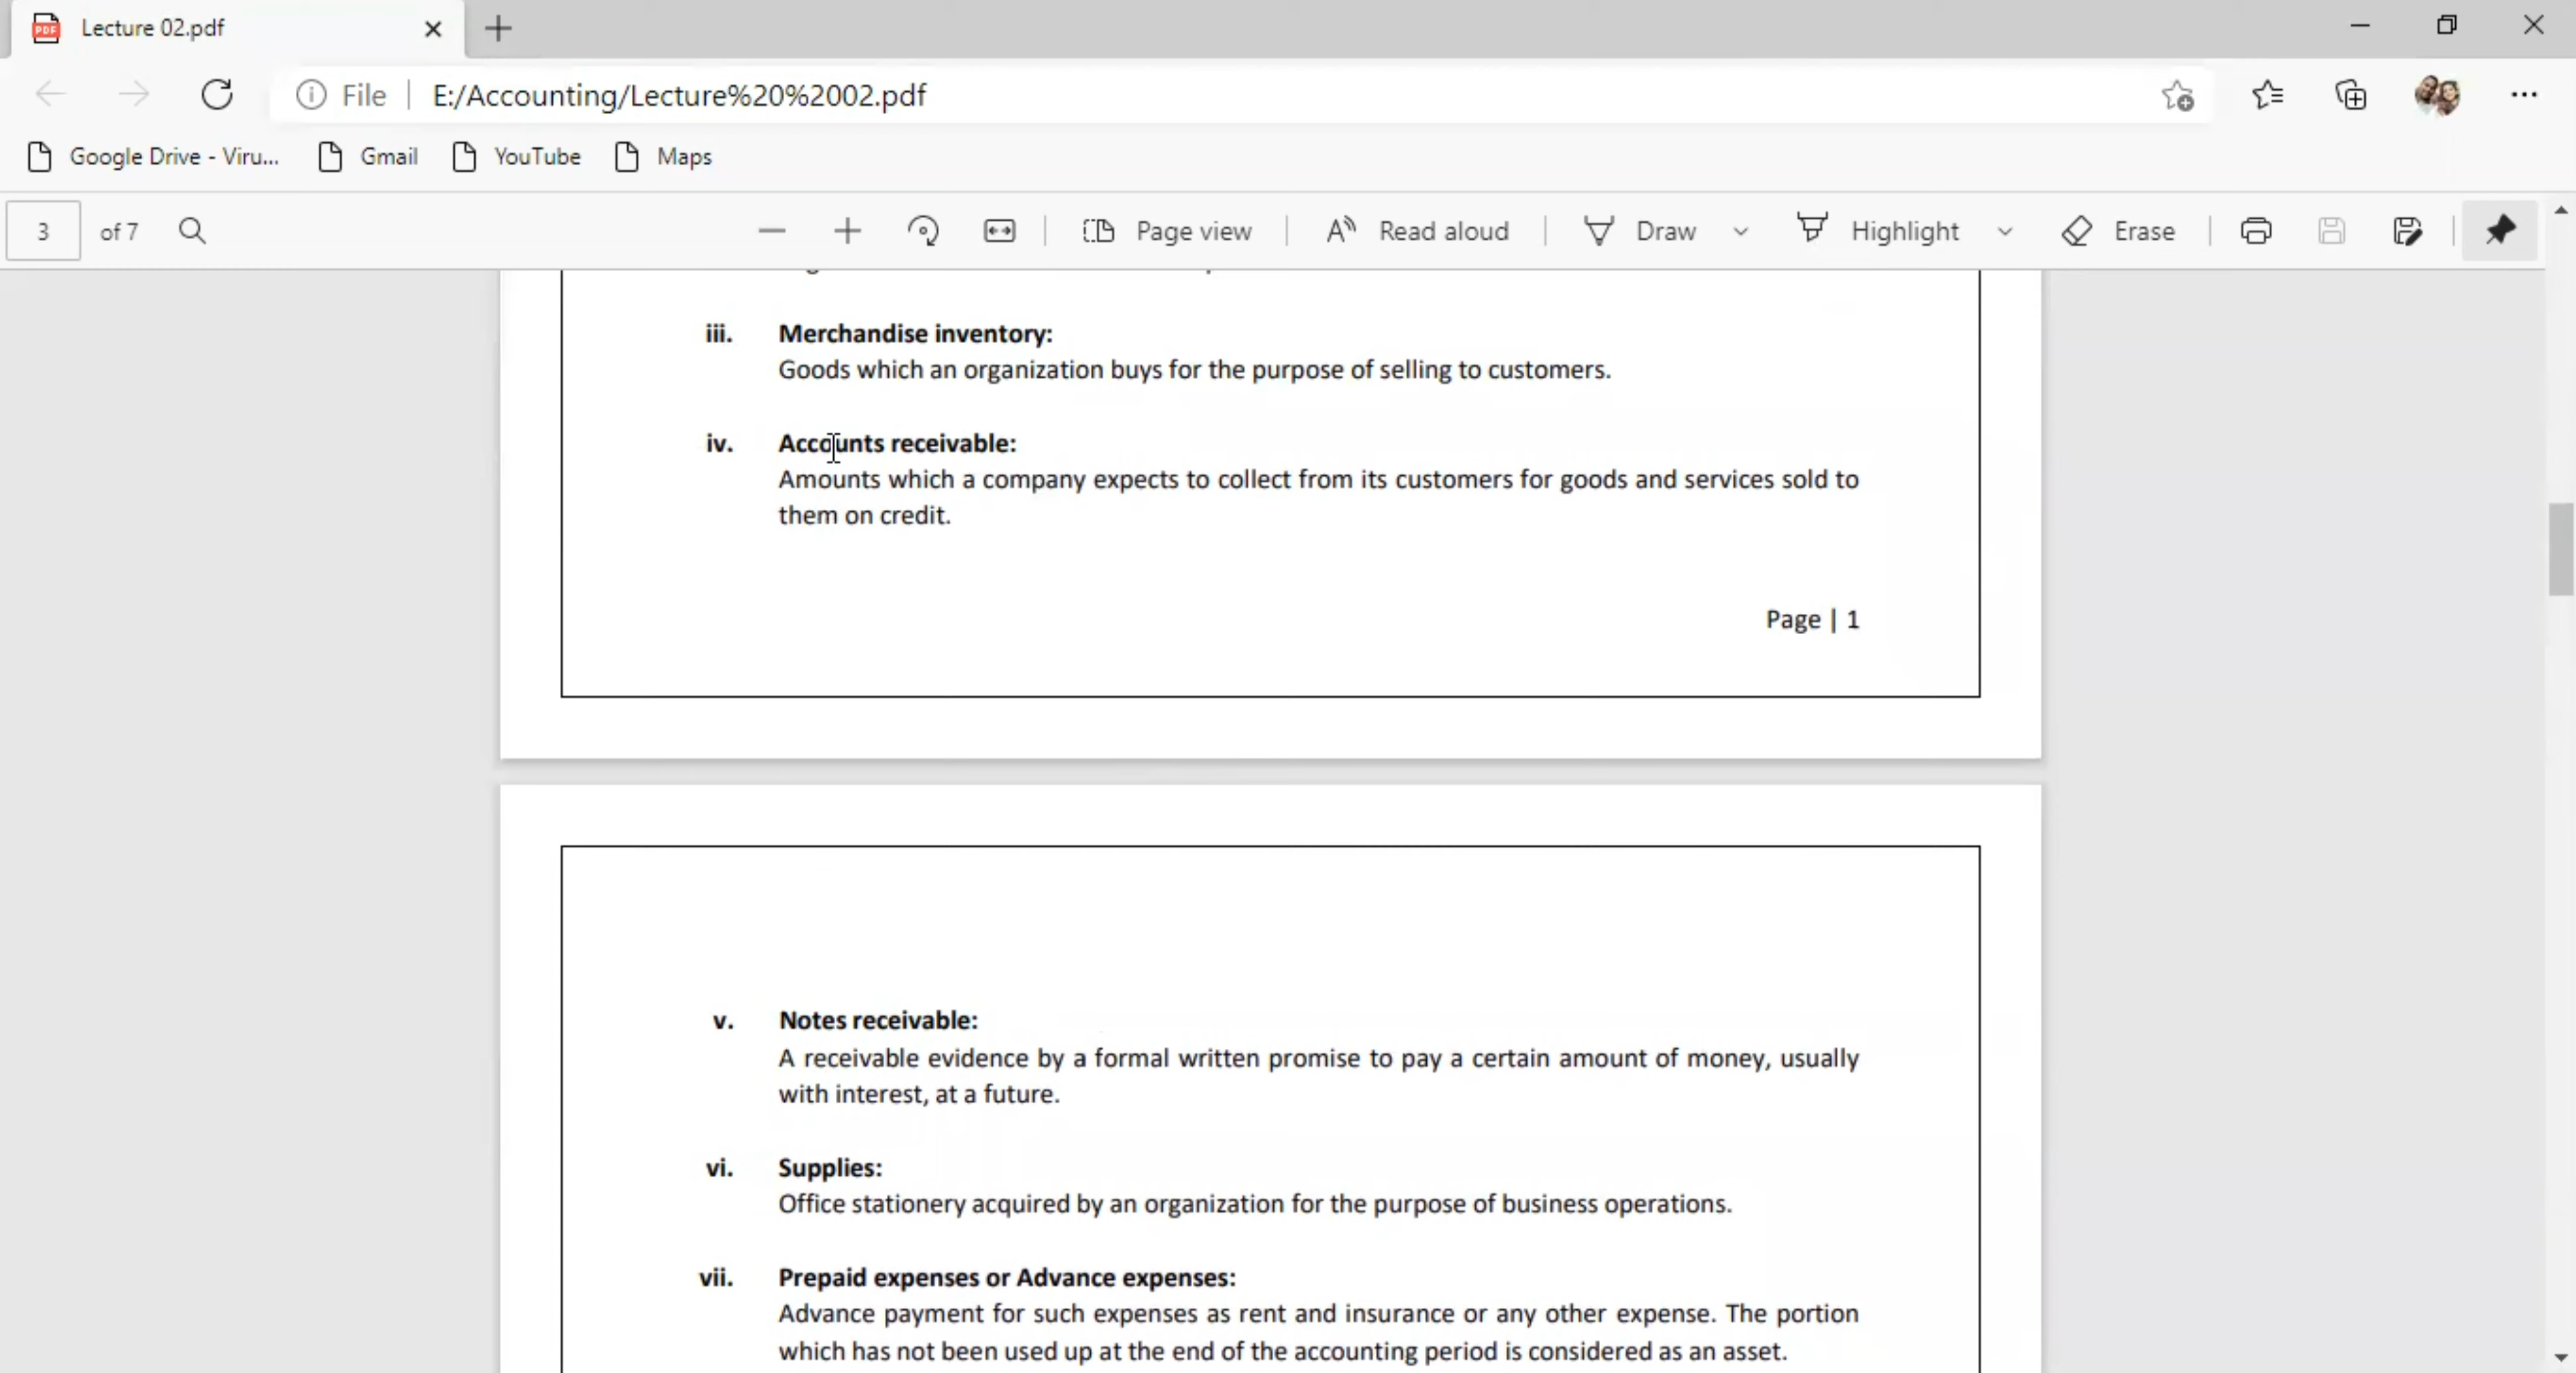 Lecture 02.pdf
File | E:/Accounting/Lecture%20%2002.pdf
Google Drive - Viru... Gmail YouTube Maps
3 of 7 Page view Read aloud Draw Highlight Erase
iii. Merchandise inventory:
Goods which an organization buys for the purpose of selling to customers.
iv. Accounts receivable:
Amounts which a company expects to collect from its customers for goods and services sold to
them on credit.
Page | 1
v. Notes receivable:
A receivable evidence by a formal written promise to pay a certain amount of money, usually
with interest, at a future.
vi. Supplies:
Office stationery acquired by an organization for the purpose of business operations.
vii. Prepaid expenses or Advance expenses:
Advance payment for such expenses as rent and insurance or any other expense. The portion
which has not been used up at the end of the accounting period is considered as an asset.